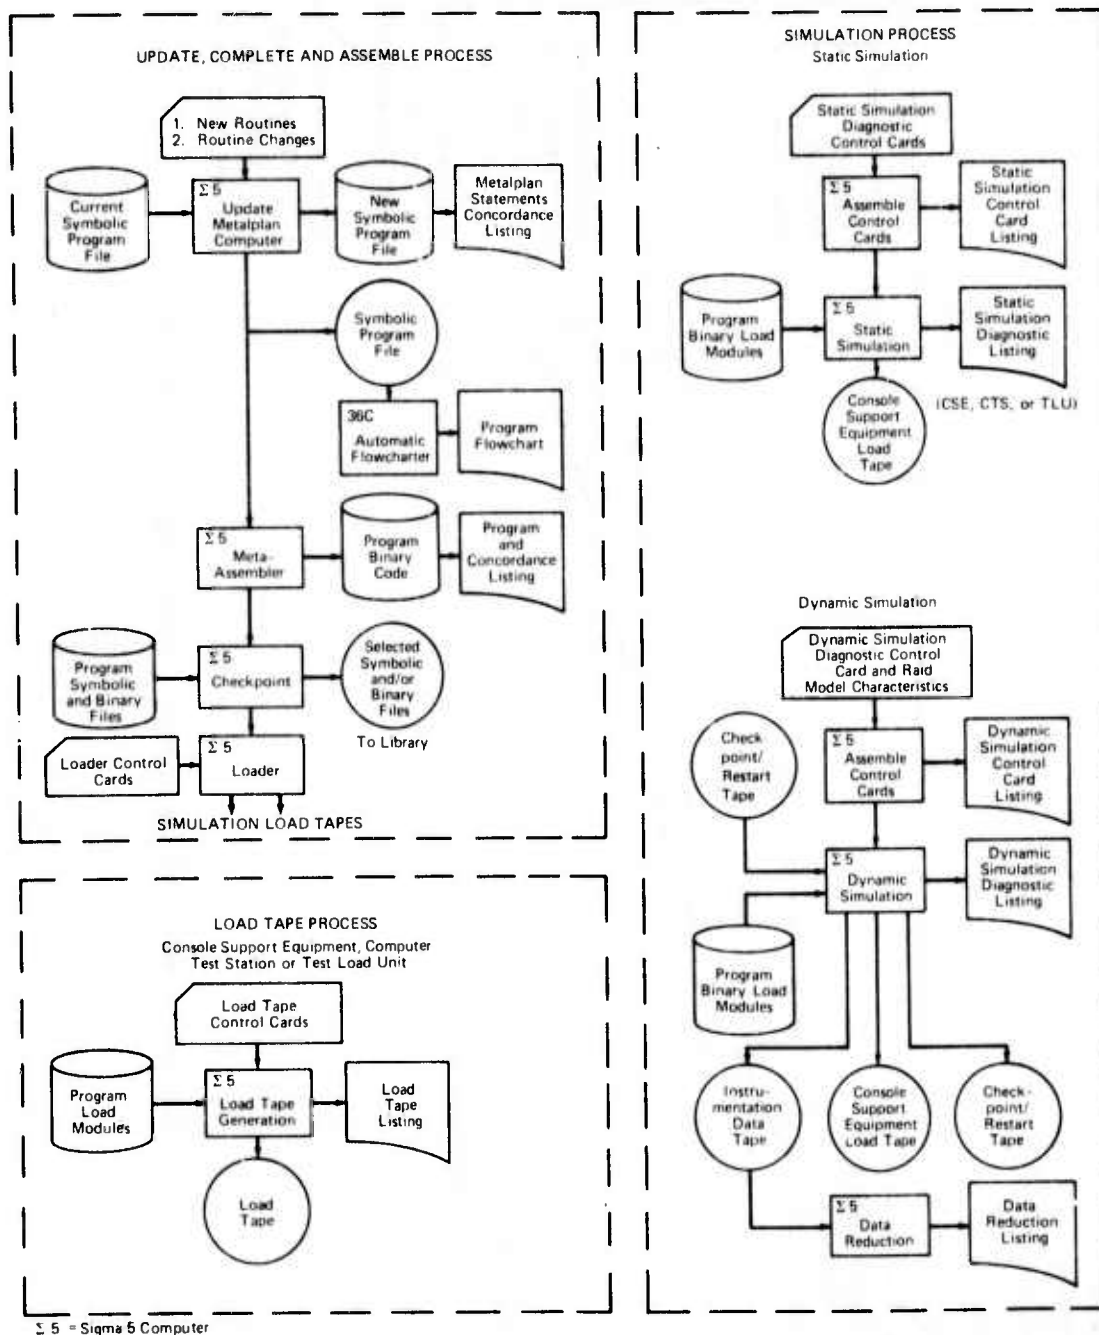 UPDATE, COMPLETE AND ASSEMBLE PROCESS
1. New Routines
2. Routine Changes
Current
Symbolic
Program
File
Σ 5
Update
Metalplan
Computer
New
Symbolic
Program
File
Metalplan
Statements
Concordance
Listing
Symbolic
Program
File
36C
Automatic
Flowcharter
Program
Flowchart
Σ 5
Meta-
Assembler
Program
Binary
Code
Program
and
Concordance
Listing
Program
Symbolic
and Binary
Files
Σ 5
Checkpoint
Selected
Symbolic
and/or
Binary
Files
To Library
Loader Control
Cards
Σ 5
Loader
SIMULATION LOAD TAPES
LOAD TAPE PROCESS
Console Support Equipment, Computer
Test Station or Test Load Unit
Load Tape
Control Cards
Program
Load
Modules
Σ 5
Load Tape
Generation
Load
Tape
Listing
Load
Tape
Σ 5 = Sigma 5 Computer
SIMULATION PROCESS
Static Simulation
Static Simulation
Diagnostic
Control Cards
Σ 5
Assemble
Control
Cards
Static
Simulation
Control
Card
Listing
Program
Binary Load
Modules
Σ 5
Static
Simulation
Static
Simulation
Diagnostic
Listing
Console
Support
Equipment
Load
Tape
(CSE, CTS, or TLU)
Dynamic Simulation
Dynamic Simulation
Diagnostic Control
Card and Raid
Model Characteristics
Check
point/
Restart
Tape
Σ 5
Assemble
Control
Cards
Dynamic
Simulation
Control
Card
Listing
Σ 5
Dynamic
Simulation
Dynamic
Simulation
Diagnostic
Listing
Program
Binary Load
Modules
Instru-
mentation
Data
Tape
Console
Support
Equipment
Load Tape
Check-
point/
Restart
Tape
Σ 5
Data
Reduction
Data
Reduction
Listing